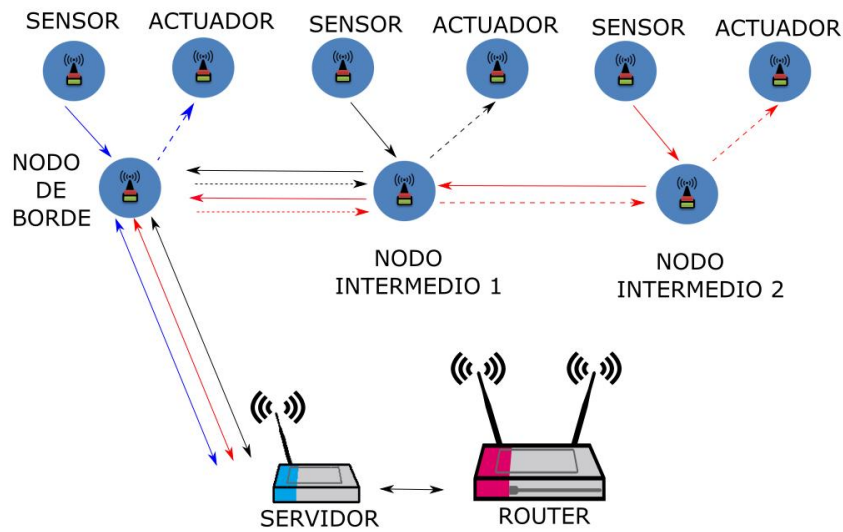 SENSOR
ACTUADOR
SENSOR
ACTUADOR
SENSOR
ACTUADOR
NODO
DE
BORDE
NODO
INTERMEDIO 1
NODO
INTERMEDIO 2
SERVIDOR
ROUTER